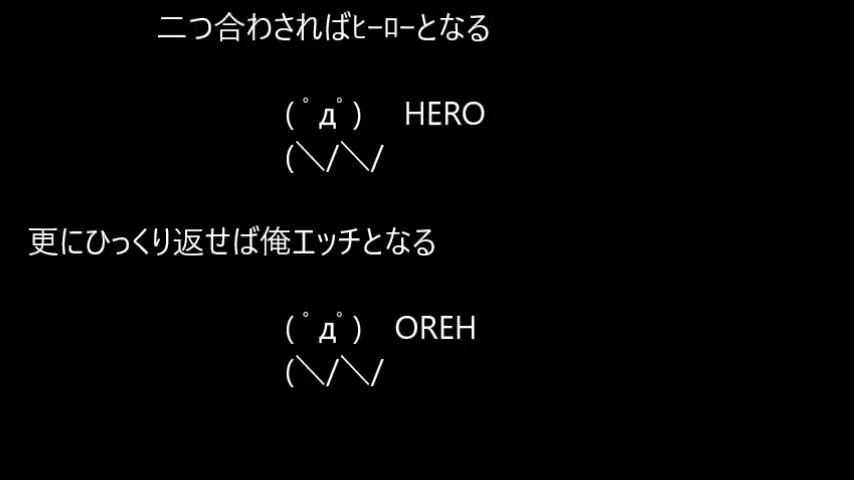 二つ合わさればﾋｰﾛｰとなる
( ﾟдﾟ)　HERO
(＼/＼/
更にひっくり返せば俺エッチとなる
( ﾟдﾟ)　OREH
(＼/＼/